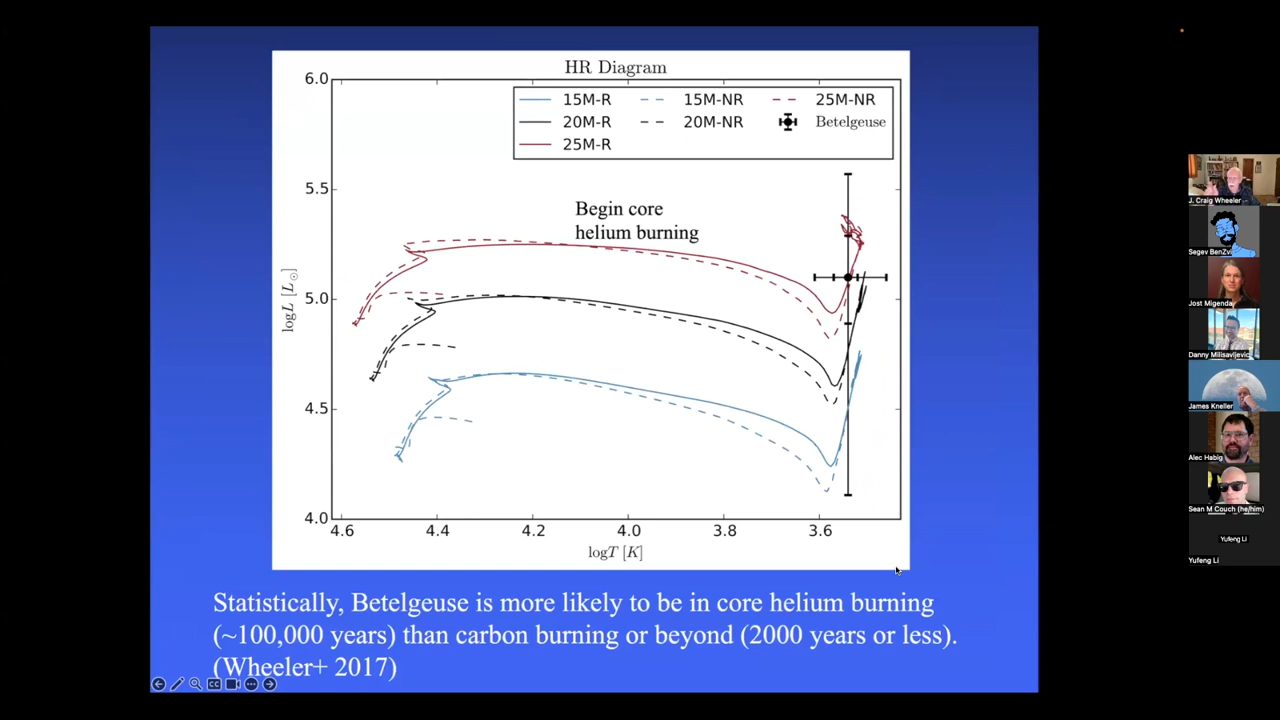 HR Diagram
6.0
5.5
5.0
4.5
4.0
logL [L⊙]
15M-R
20M-R
25M-R
15M-NR
20M-NR
25M-NR
Betelgeuse
Begin core
helium burning
4.6 4.4 4.2 4.0 3.8 3.6
logT [K]
Statistically, Betelgeuse is more likely to be in core helium burning
(~100,000 years) than carbon burning or beyond (2000 years or less).
(Wheeler+ 2017)
CC
J. Craig Wheeler
Segev BenZvi
Jost Migenda
Danny Milisavljevic
James Kneller
Alec Habig
Sean M Couch (he/him)
Yufeng Li
Yufeng Li